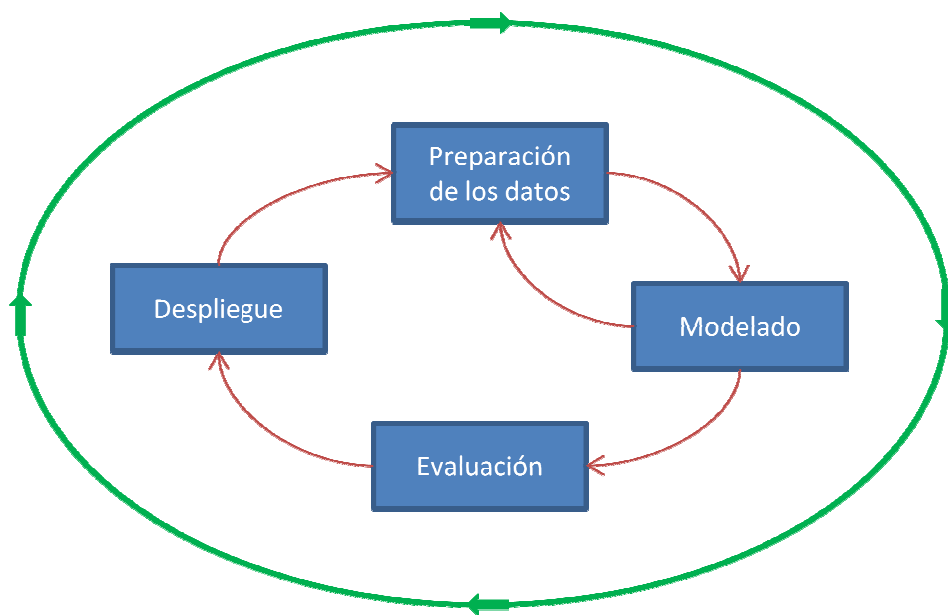 Preparación
de los datos
Despliegue
Modelado
Evaluación